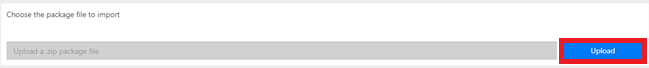 Choose the package file to import
Upload a .zip package file
Upload